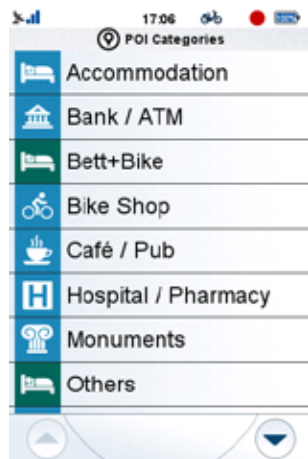 17:06
POI Categories
Accommodation
Bank / ATM
Bett+Bike
Bike Shop
Café / Pub
H Hospital / Pharmacy
Monuments
Others